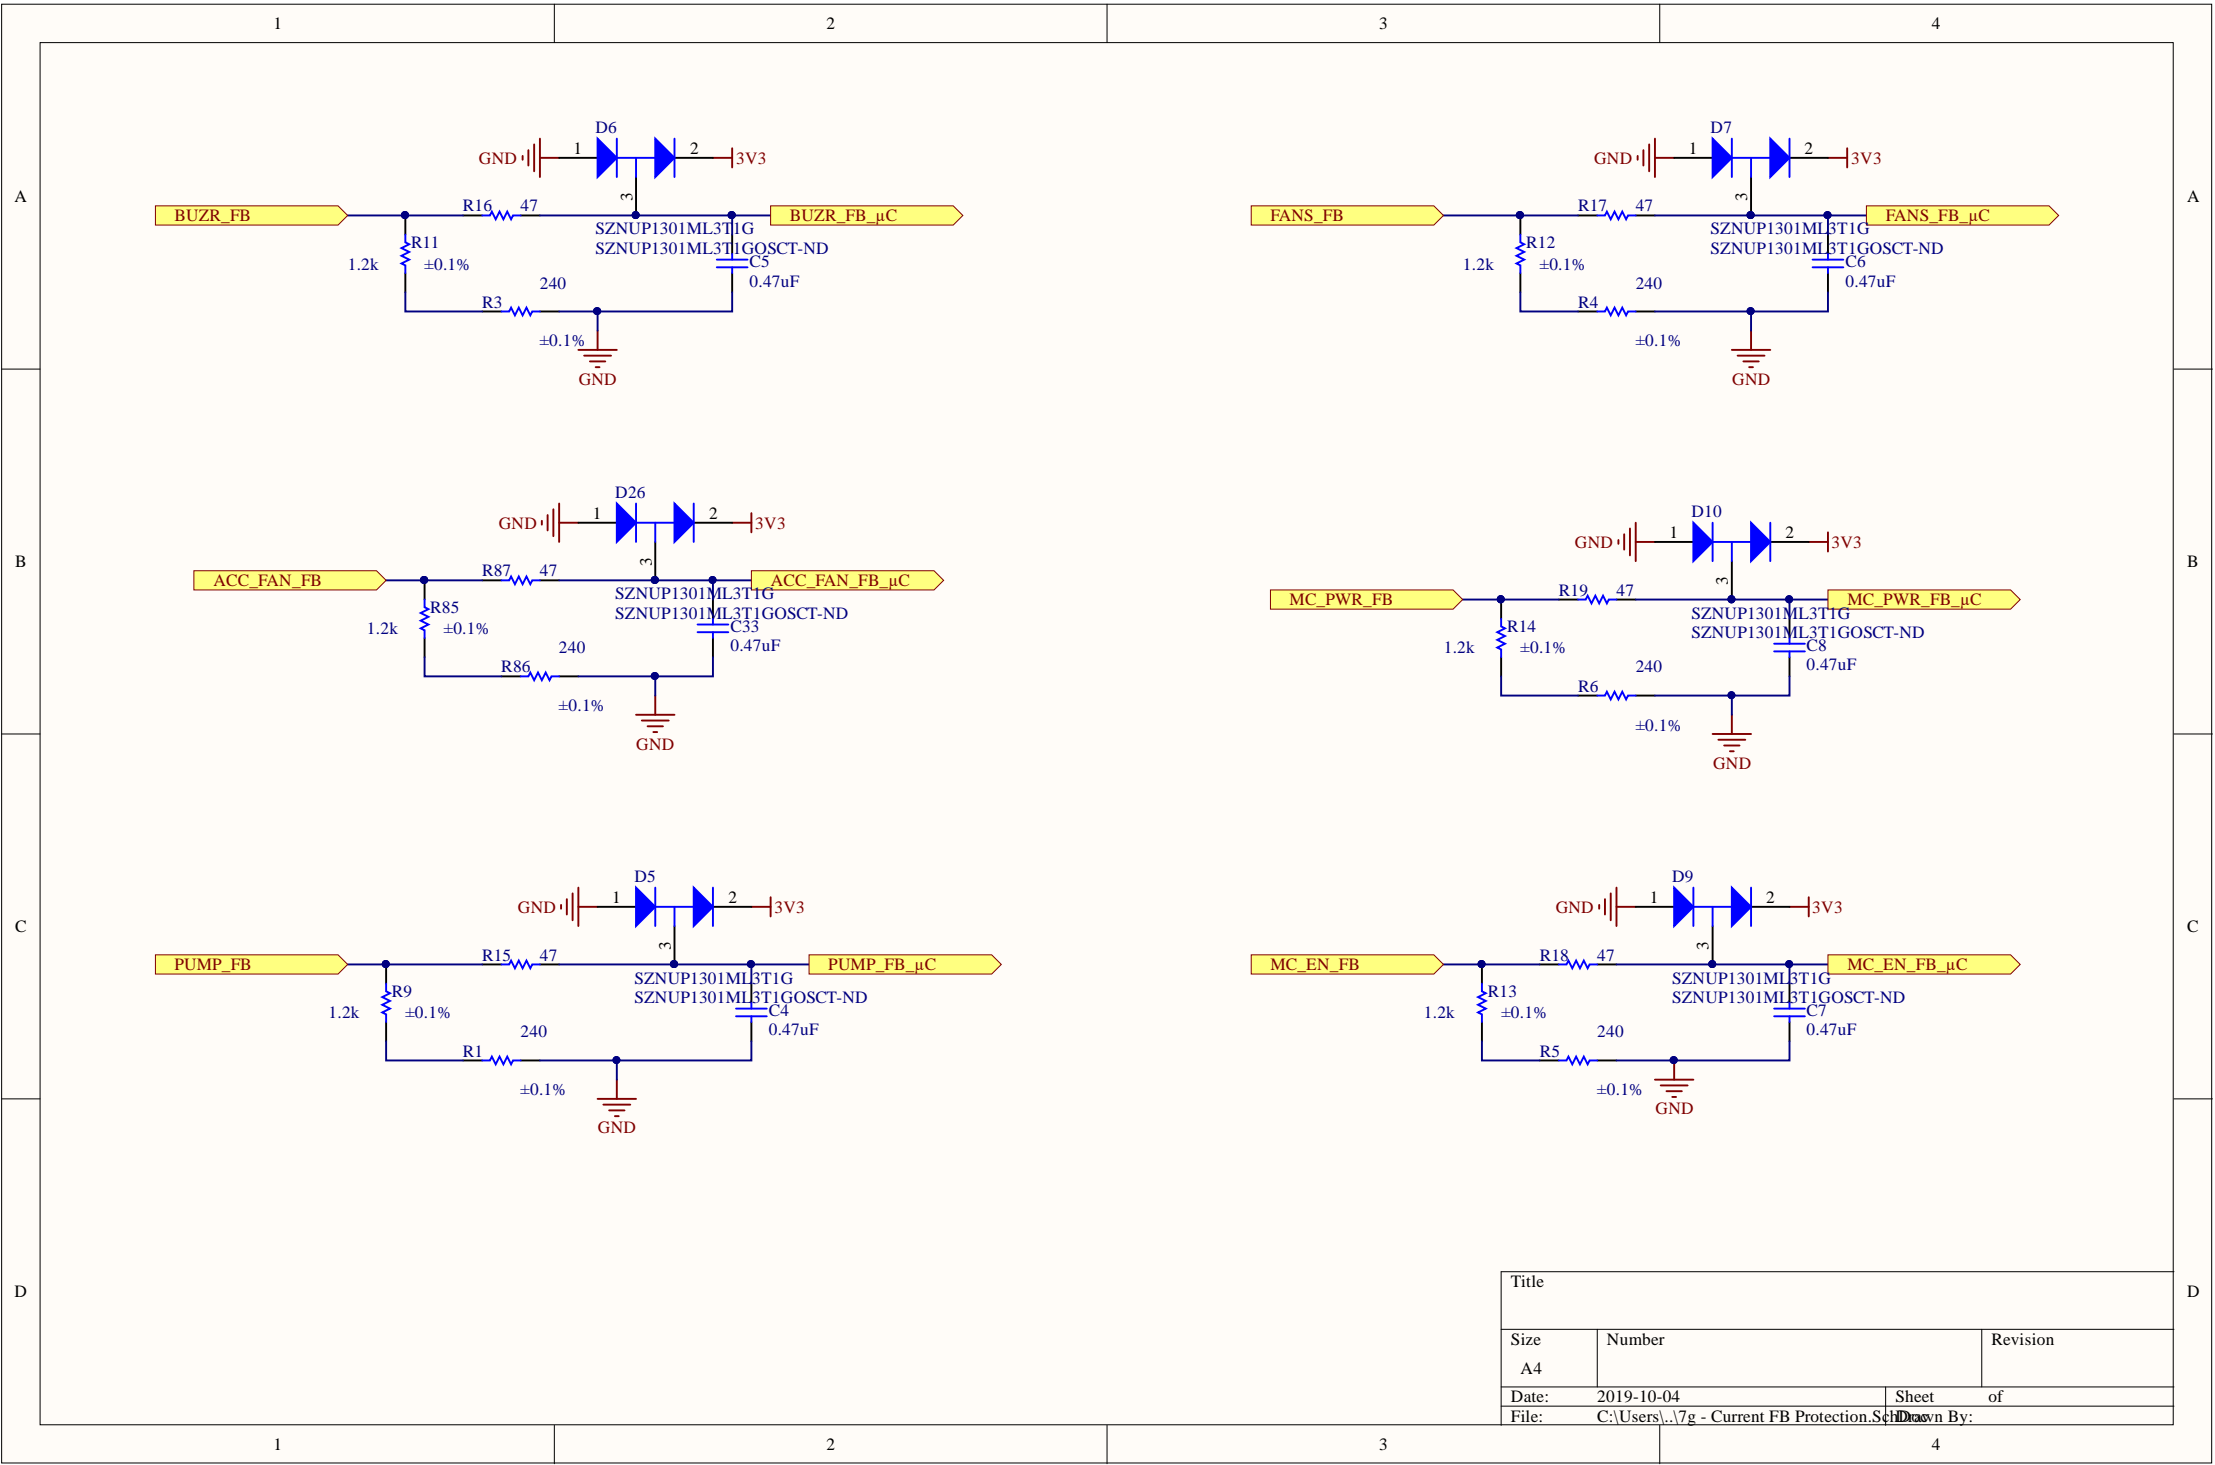 1 2 3 4
A A
D6
GND 1 2 3V3
3
BUZR_FB R16 47 BUZR_FB_µC
SZNUP1301ML3T1G
SZNUP1301ML3T1GOSCT-ND
R11
1.2k ±0.1%
C5
0.47uF
240
R3
±0.1%
GND
D7
GND 1 2 3V3
3
FANS_FB R17 47 FANS_FB_µC
SZNUP1301ML3T1G
SZNUP1301ML3T1GOSCT-ND
R12
1.2k ±0.1%
C6
0.47uF
240
R4
±0.1%
GND
B B
D26
GND 1 2 3V3
3
ACC_FAN_FB R87 47 ACC_FAN_FB_µC
SZNUP1301ML3T1G
SZNUP1301ML3T1GOSCT-ND
R85
1.2k ±0.1%
C33
0.47uF
240
R86
±0.1%
GND
D10
GND 1 2 3V3
3
MC_PWR_FB R19 47 MC_PWR_FB_µC
SZNUP1301ML3T1G
SZNUP1301ML3T1GOSCT-ND
R14
1.2k ±0.1%
C8
0.47uF
240
R6
±0.1%
GND
C C
D5
GND 1 2 3V3
3
PUMP_FB R15 47 PUMP_FB_µC
SZNUP1301ML3T1G
SZNUP1301ML3T1GOSCT-ND
R9
1.2k ±0.1%
C4
0.47uF
240
R1
±0.1%
GND
D9
GND 1 2 3V3
3
MC_EN_FB R18 47 MC_EN_FB_µC
SZNUP1301ML3T1G
SZNUP1301ML3T1GOSCT-ND
R13
1.2k ±0.1%
C7
0.47uF
240
R5
±0.1%
GND
D D
Title
Size Number Revision
A4
Date: 2019-10-04 Sheet of
File: C:\Users\..\7g - Current FB Protection.SchDoc Drawn By:
1 2 3 4